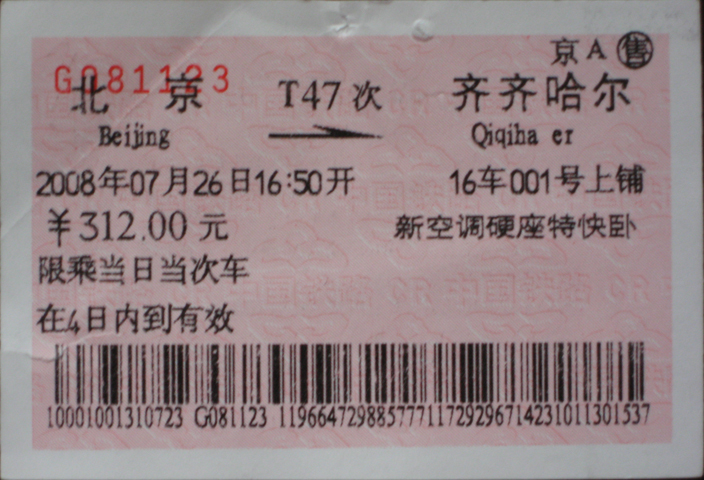 京A 售
G081123
北 京 T47次 齐齐哈尔
Beijing Qiqiha er
2008年07月26日16:50开 16车001号上铺
￥312.00元 新空调硬座特快卧
限乘当日当次车
在4日内到有效
10001001310723 G081123 11966472988577711729296714231011301537